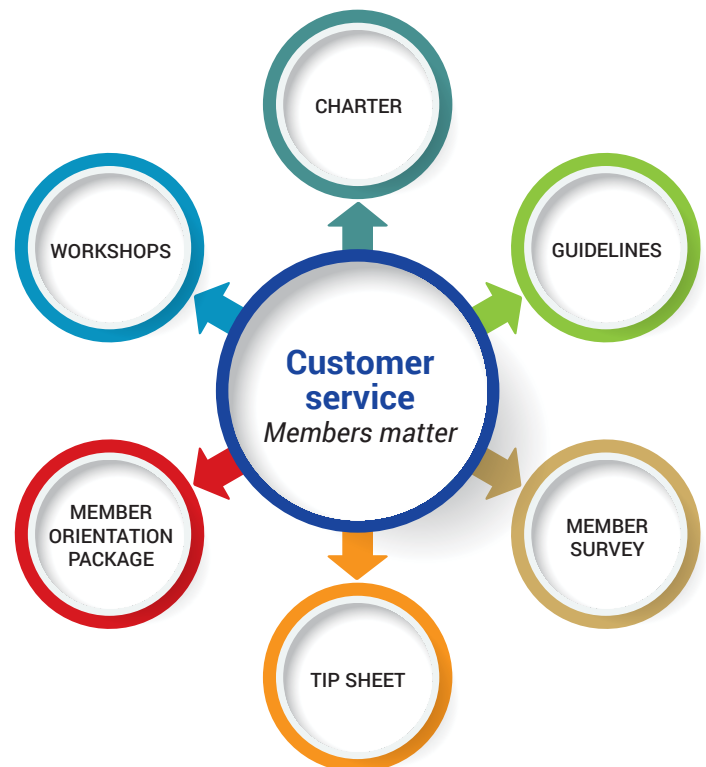 CHARTER
WORKSHOPS
GUIDELINES
Customer
service
Members matter
MEMBER
ORIENTATION
PACKAGE
MEMBER
SURVEY
TIP SHEET